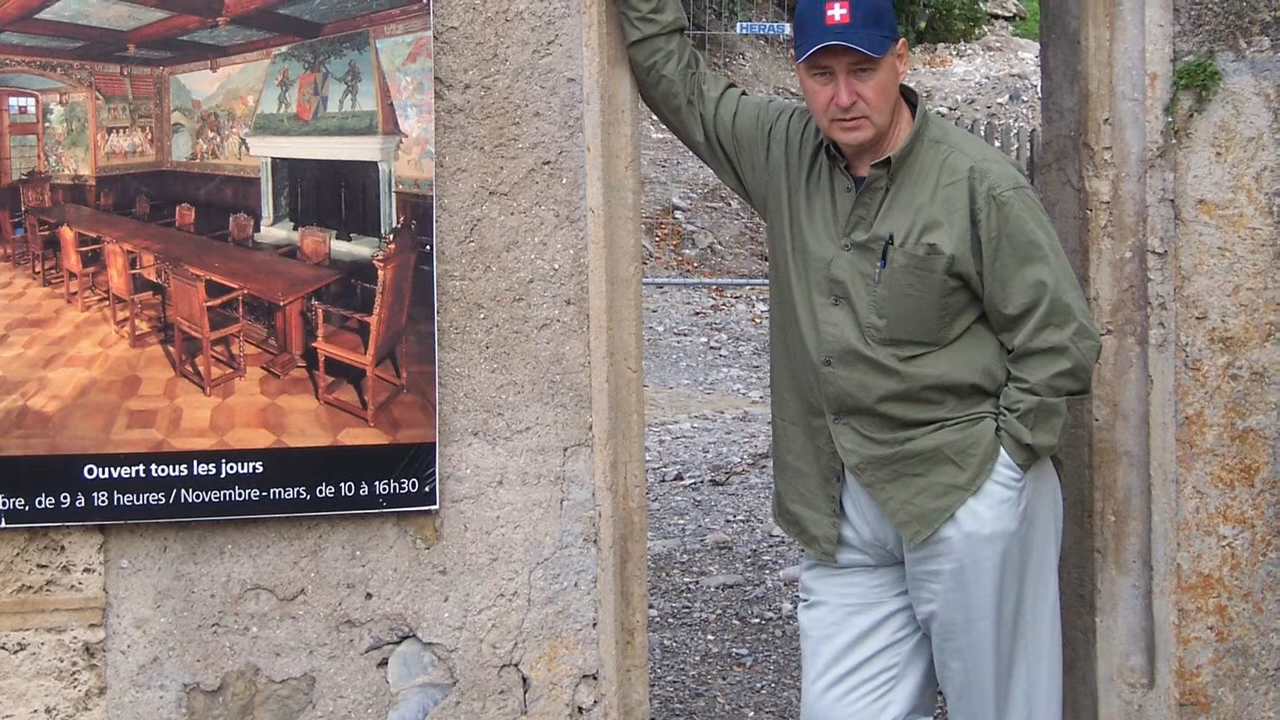 HERAS
Ouvert tous les jours
bre, de 9 à 18 heures / Novembre-mars, de 10 à 16h30